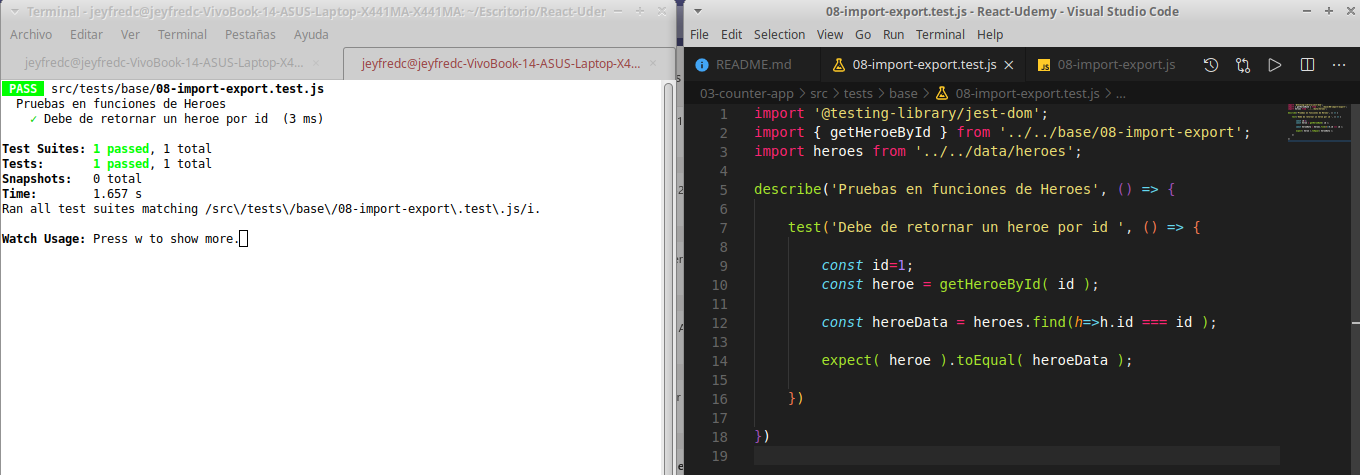 Terminal - jeyfredc@jeyfredc-VivoBook-14-ASUS-Laptop-X441MA-X441MA: ~/Escritorio/React-Uder
Archivo Editar Ver Terminal Pestañas Ayuda
jeyfredc@jeyfredc-VivoBook-14-ASUS-Laptop-X4...
jeyfredc@jeyfredc-VivoBook-14-ASUS-Laptop-X4...
PASS src/tests/base/08-import-export.test.js
Pruebas en funciones de Heroes
✓ Debe de retornar un heroe por id (3 ms)
Test Suites: 1 passed, 1 total
Tests: 1 passed, 1 total
Snapshots: 0 total
Time: 1.657 s
Ran all test suites matching /src\/tests\/base\/08-import-export\.test\.js/i.
Watch Usage: Press w to show more.
08-import-export.test.js - React-Udemy - Visual Studio Code
File Edit Selection View Go Run Terminal Help
README.md 08-import-export.test.js 08-import-export.js
03-counter-app > src > tests > base > 08-import-export.test.js > ...
1 import '@testing-library/jest-dom';
2 import { getHeroeById } from '../../base/08-import-export';
3 import heroes from '../../data/heroes';
4
5 describe('Pruebas en funciones de Heroes', () => {
6
7 test('Debe de retornar un heroe por id ', () => {
8
9 const id=1;
10 const heroe = getHeroeById( id );
11
12 const heroeData = heroes.find(h=>h.id === id );
13
14 expect( heroe ).toEqual( heroeData );
15
16 })
17
18 })
19